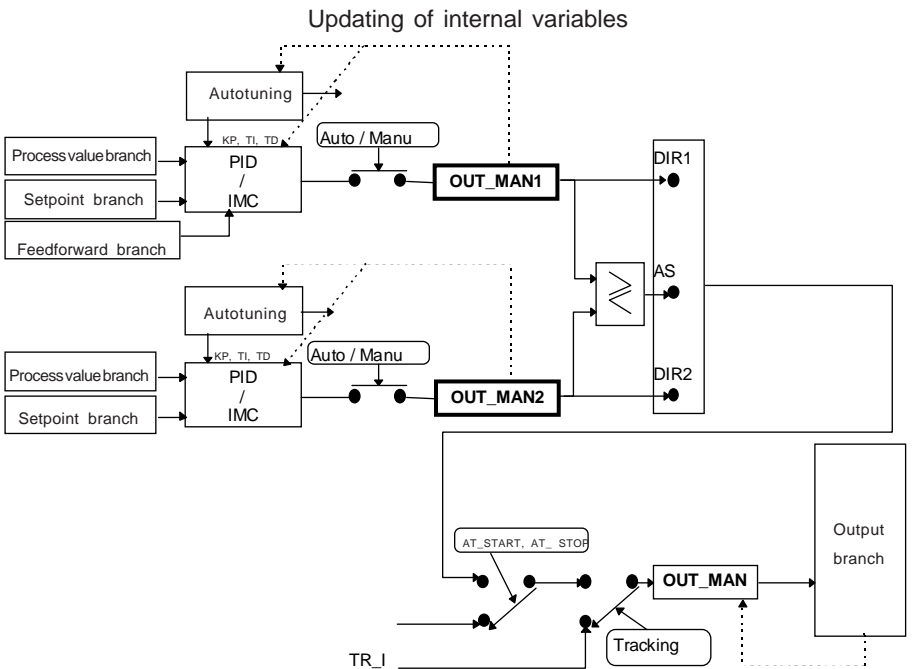 Updating of internal variables
Autotuning
KP, TI, TD
Auto / Manu
Process value branch
PID
/
IMC
Setpoint branch
Feedforward branch
OUT_MAN1
DIR1
AS
Autotuning
KP, TI, TD
Auto / Manu
Process value branch
PID
/
IMC
Setpoint branch
OUT_MAN2
DIR2
>
<
AT_START, AT_ STOP
OUT_MAN
Output
branch
Tracking
TR_I